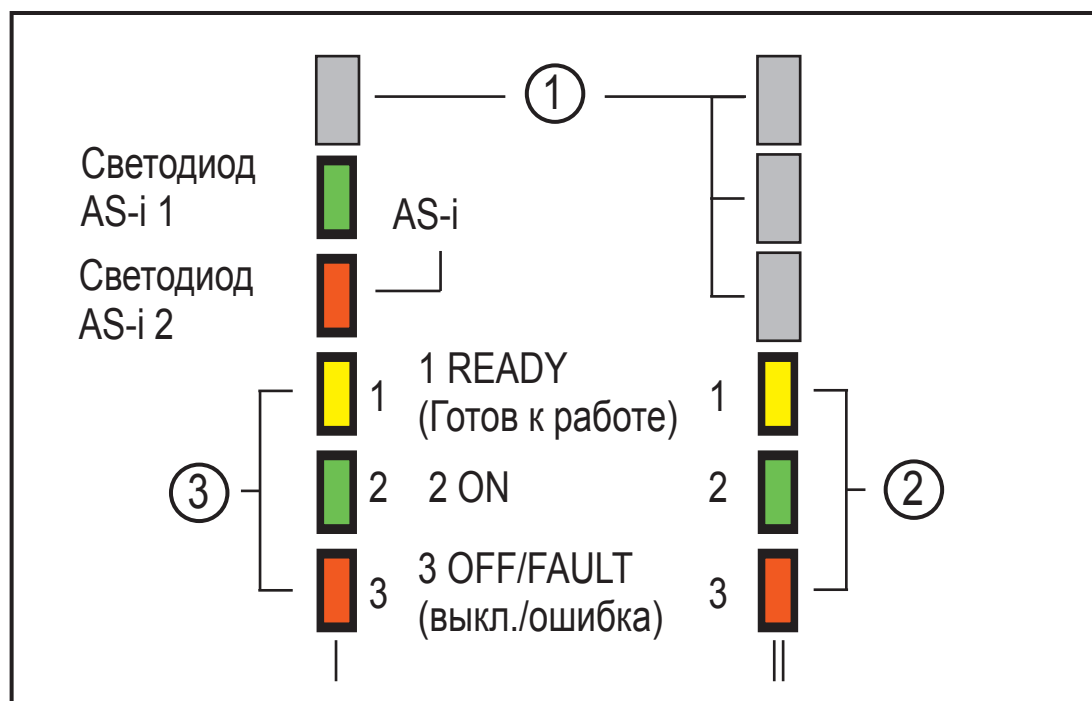 1
Светодиод
AS-i 1
AS-i
Светодиод
AS-i 2
1 1 READY 1
(Готов к работе)
3 2 2 ON 2 2
3 3 OFF/FAULT 3
(выкл./ошибка)
I II